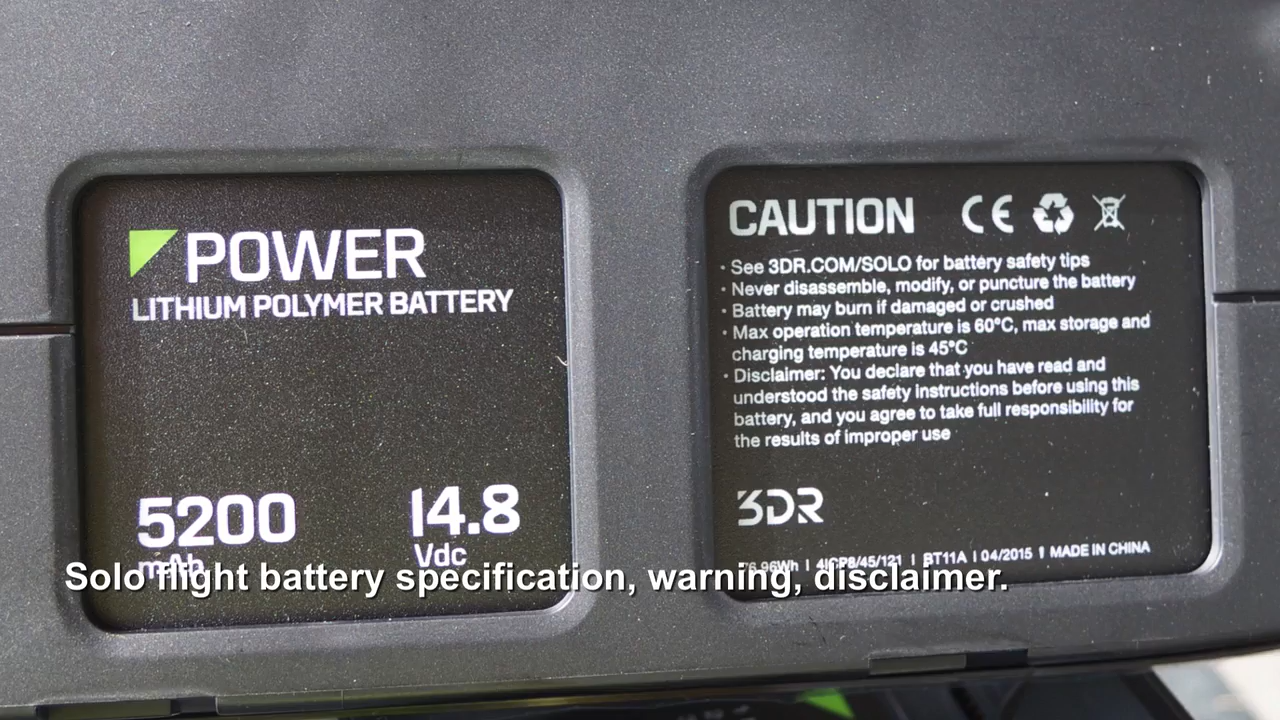 POWER
LITHIUM POLYMER BATTERY
5200
mAh
14.8
Vdc
CAUTION CE
• See 3DR.COM/SOLO for battery safety tips
• Never disassemble, modify, or puncture the battery
• Battery may burn if damaged or crushed
• Max operation temperature is 60°C, max storage and
charging temperature is 45°C
• Disclaimer: You declare that you have read and
understood the safety instructions before using this
battery, and you agree to take full responsibility for
the results of improper use
3DR
76.96Wh | 4ICP8/45/121 | BT11A | 04/2015 | MADE IN CHINA
Solo flight battery specification, warning, disclaimer.